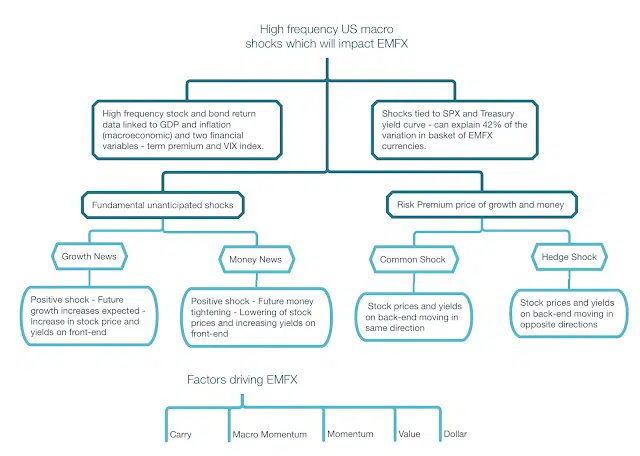 High frequency US macro
shocks which will impact EMFX
High frequency stock and bond return
data linked to GDP and inflation
(macroeconomic) and two financial
variables - term premium and VIX index.
Shocks tied to SPX and Treasury
yield curve - can explain 42% of the
variation in basket of EMFX
currencies.
Fundamental unanticipated shocks
Risk Premium price of growth and money
Growth News
Money News
Common Shock
Hedge Shock
Positive shock - Future
growth increases expected -
Increase in stock price and
yields on front-end
Positive shock - Future money
tightening - Lowering of stock
prices and increasing yields on
front-end
Stock prices and yields
on back-end moving in
same direction
Stock prices and yields
on back-end moving in
opposite directions
Factors driving EMFX
Carry
Macro Momentum
Momentum
Value
Dollar